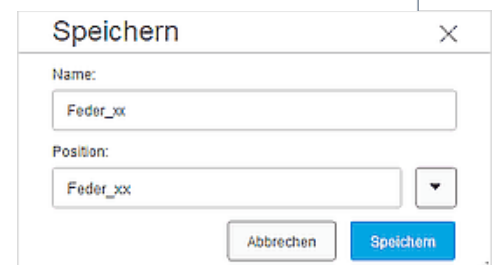 Speichern
Name:
Feder_xx
Position:
Feder_xx
Abbrechen Speichern